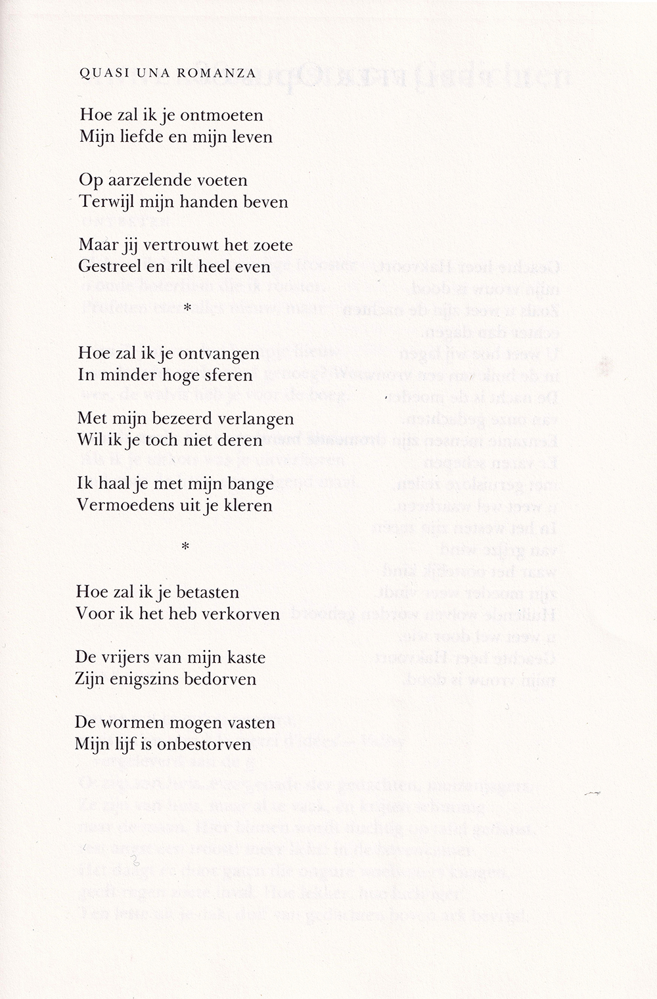 QUASI UNA ROMANZA
Hoe zal ik je ontmoeten
Mijn liefde en mijn leven
Op aarzelende voeten
Terwijl mijn handen beven
Maar jij vertrouwt het zoete
Gestreel en rilt heel even
*
Hoe zal ik je ontvangen
In minder hoge sferen
Met mijn bezeerd verlangen
Wil ik je toch niet deren
Ik haal je met mijn bange
Vermoedens uit je kleren
*
Hoe zal ik je betasten
Voor ik het heb verkorven
De vrijers van mijn kaste
Zijn enigszins bedorven
De wormen mogen vasten
Mijn lijf is onbestorven